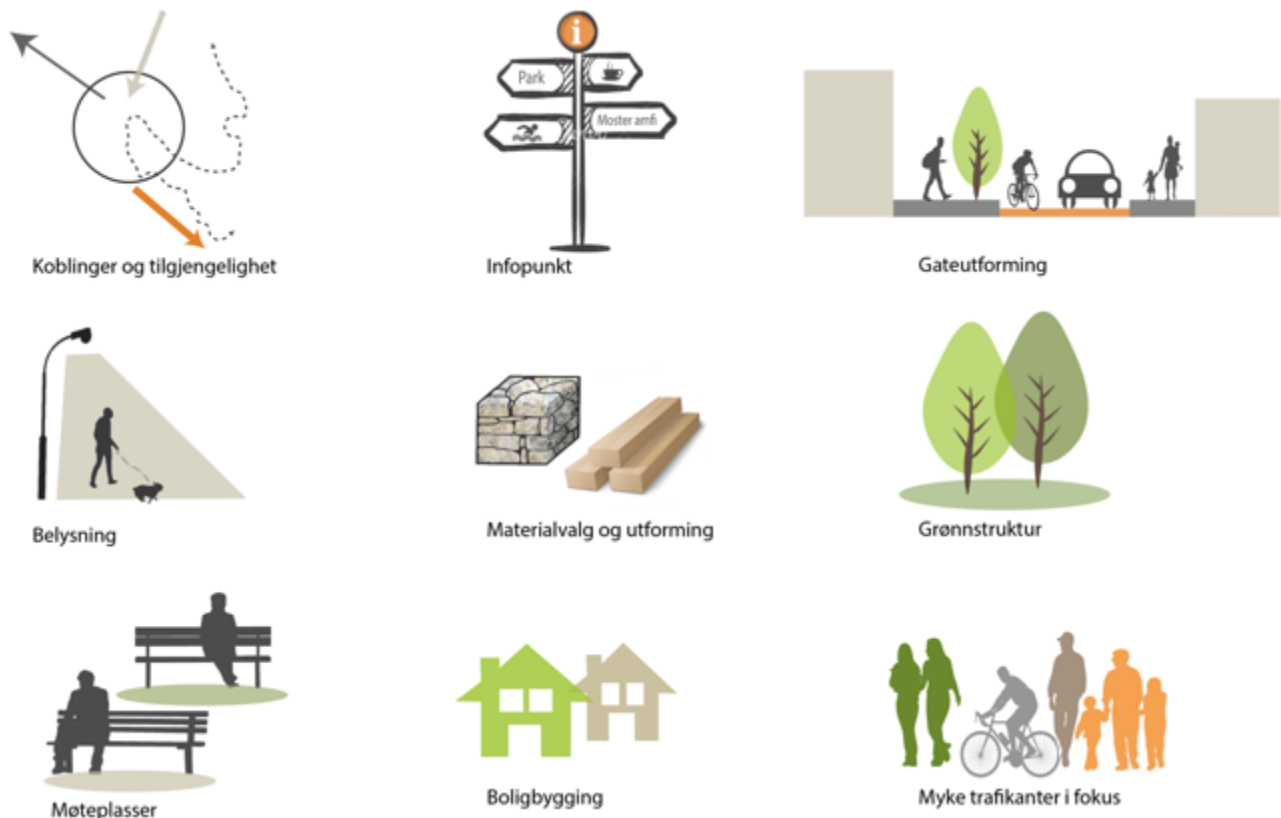 i
Park
Moster amfi
Koblinger og tilgjengelighet
Infopunkt
Gateutforming
Belysning
Materialvalg og utforming
Grønnstruktur
Møteplasser
Boligbygging
Myke trafikanter i fokus